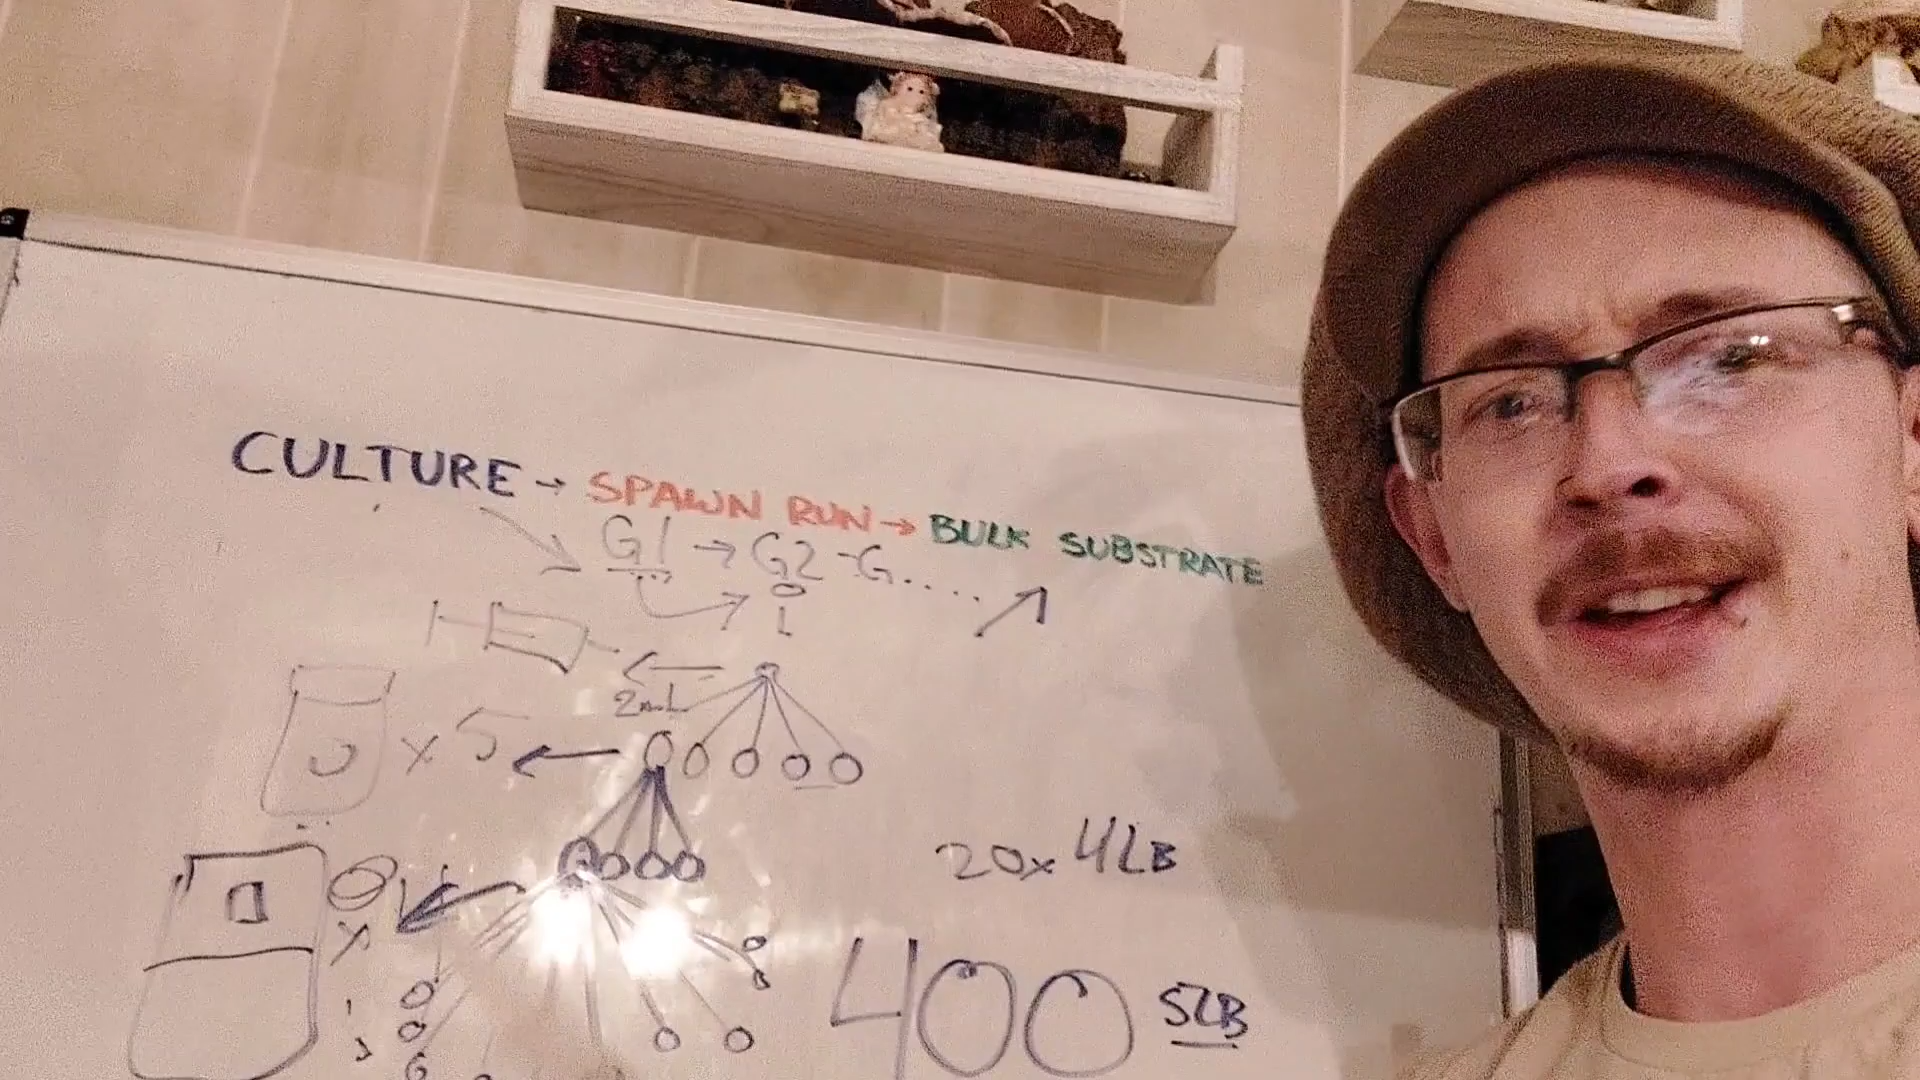 CULTURE → SPAWN RUN → BULK SUBSTRATE
G1 → G2 - G....
2mL
x 5
20x 4LB
x
400 5LB